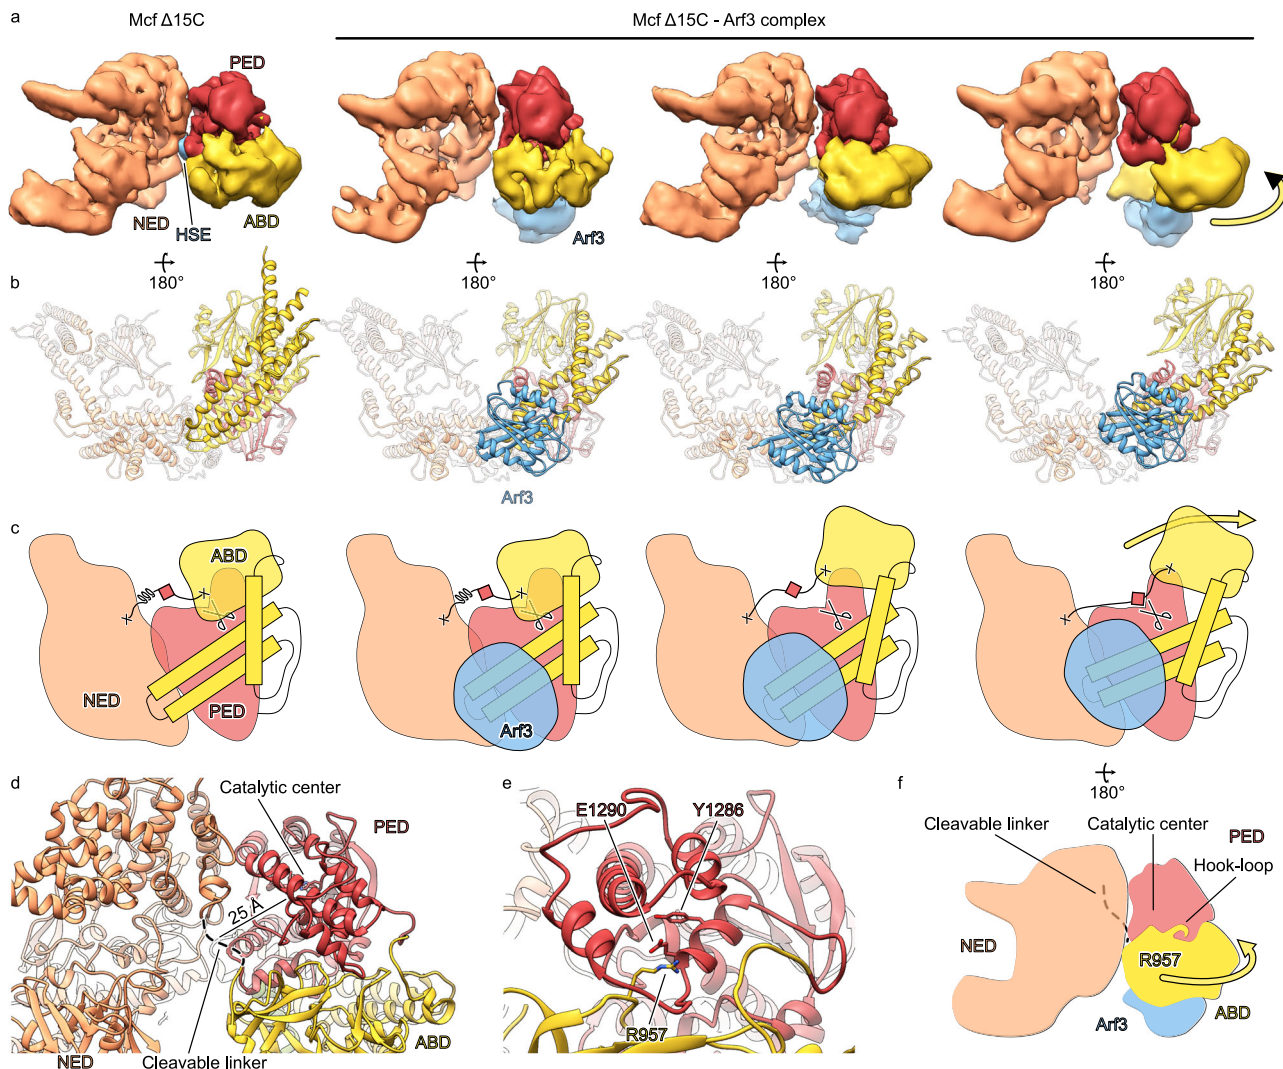 a
Mcf Δ15C
Mcf Δ15C - Arf3 complex
PED
NED
HSE
ABD
Arf3
180°
180°
180°
180°
b
Arf3
c
ABD
NED
PED
Arf3
180°
d
Catalytic center
PED
25 Å
NED
Cleavable linker
ABD
e
E1290
Y1286
R957
f
Cleavable linker
Catalytic center
PED
Hook-loop
NED
R957
Arf3
ABD